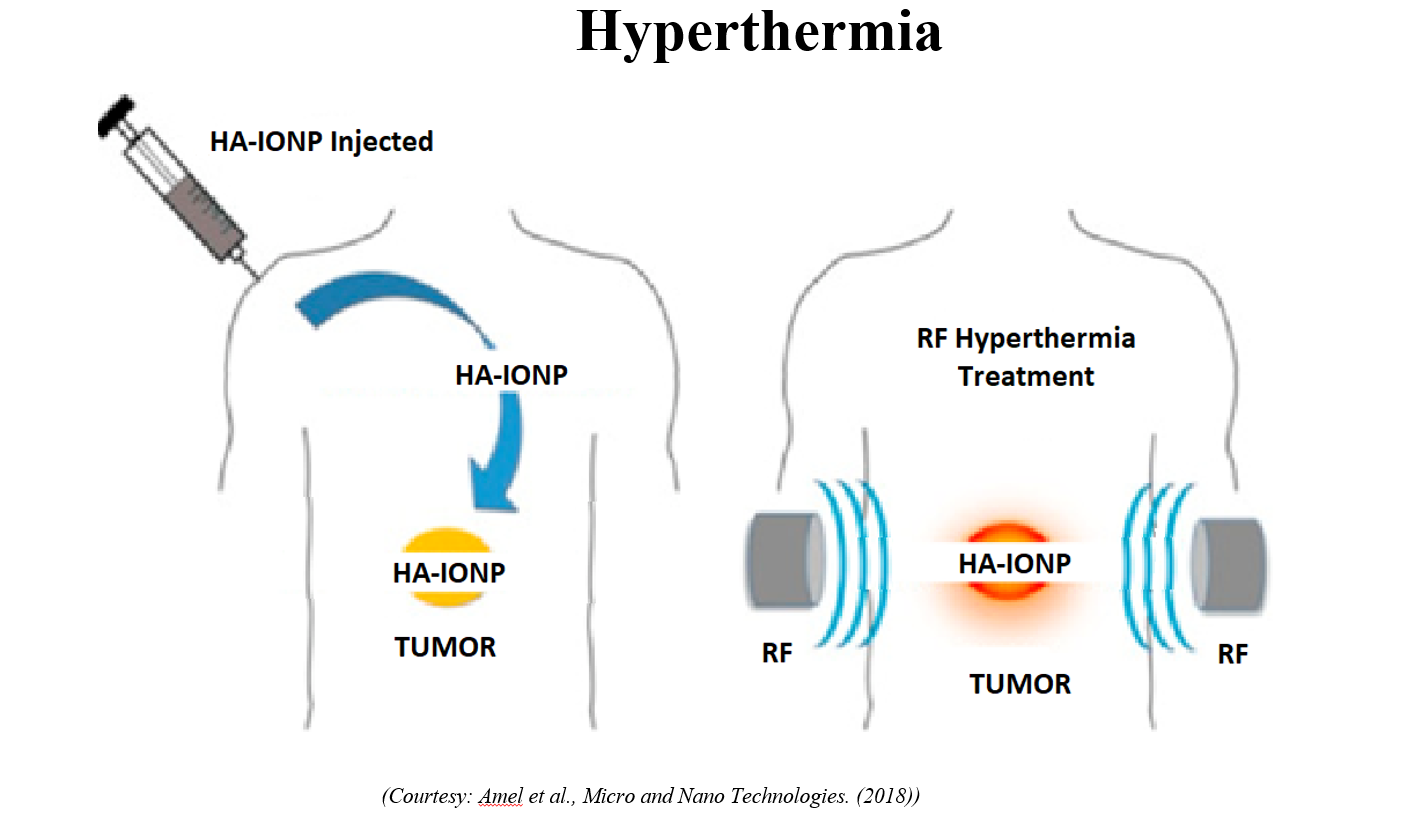 Hyperthermia
HA-IONP Injected
HA-IONP
HA-IONP
TUMOR
RF Hyperthermia
Treatment
HA-IONP
RF
RF
TUMOR
(Courtesy: Amel et al., Micro and Nano Technologies. (2018))